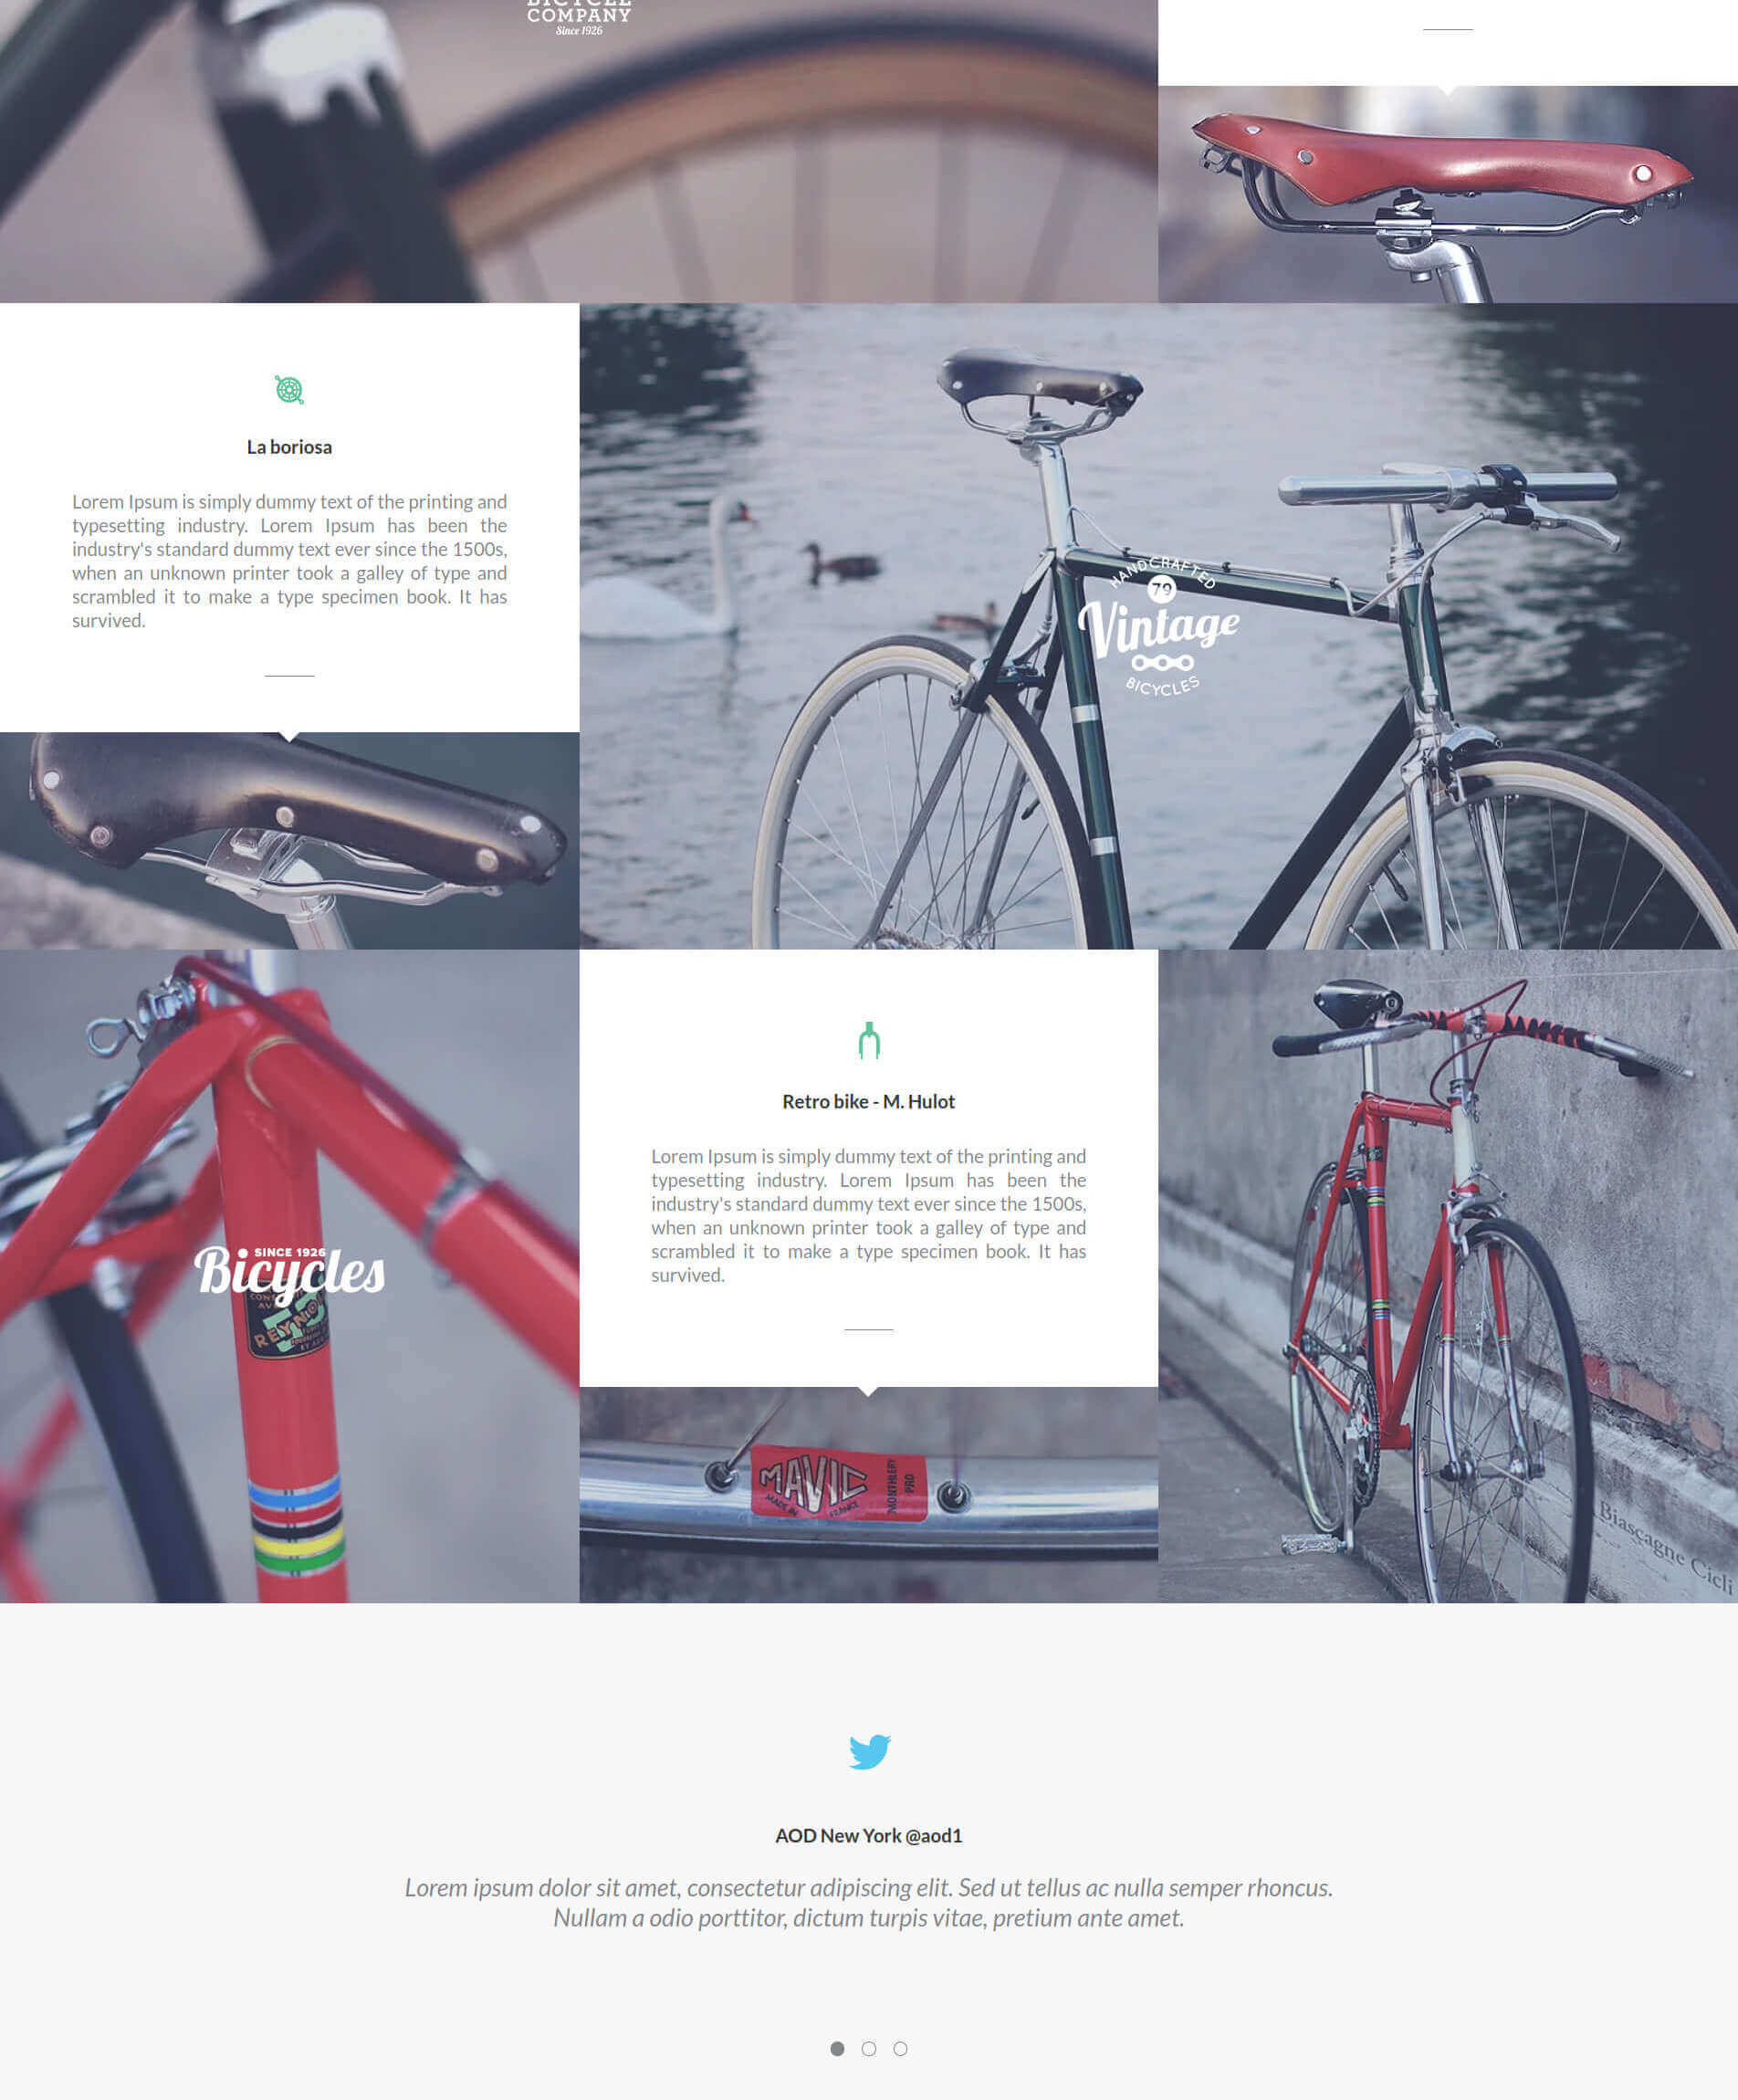 COMPANY
Since 1926
La boriosa
Lorem Ipsum is simply dummy text of the printing and
typesetting industry. Lorem Ipsum has been the
industry's standard dummy text ever since the 1500s,
when an unknown printer took a galley of type and
scrambled it to make a type specimen book. It has
survived.
HANDCRAFTED
79
Vintage
BICYCLES
SINCE 1926
Bicycles
REYNO
Retro bike - M. Hulot
Lorem Ipsum is simply dummy text of the printing and
typesetting industry. Lorem Ipsum has been the
industry's standard dummy text ever since the 1500s,
when an unknown printer took a galley of type and
scrambled it to make a type specimen book. It has
survived.
MAVIC
MADE IN FRANCE
MONTHLERY
PRO
Biascagne Cicli
AOD New York @aod1
Lorem ipsum dolor sit amet, consectetur adipiscing elit. Sed ut tellus ac nulla semper rhoncus.
Nullam a odio porttitor, dictum turpis vitae, pretium ante amet.